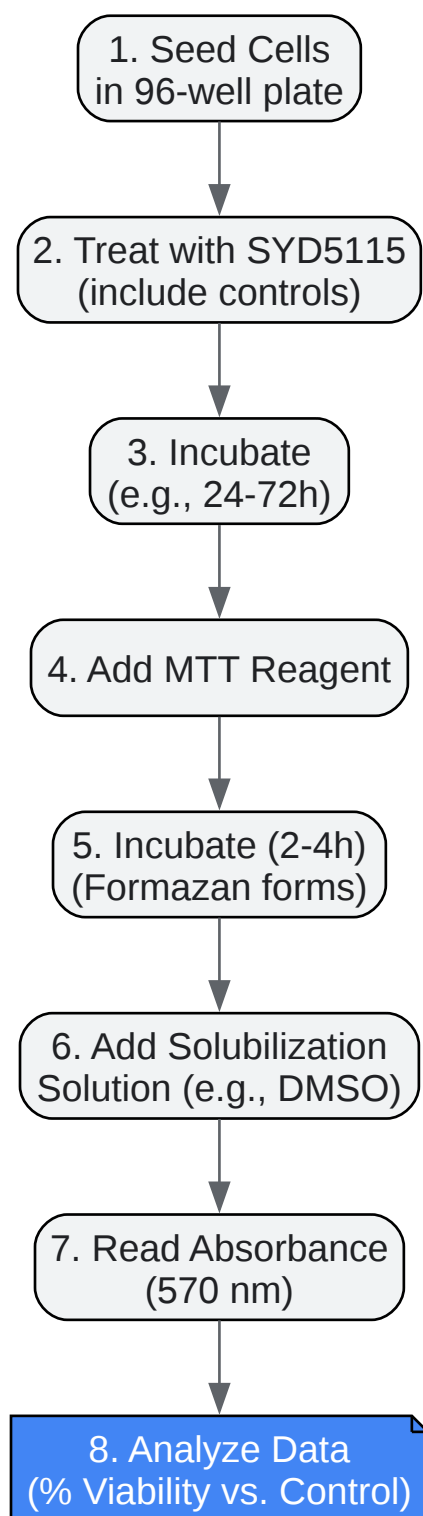 1. Seed Cells
in 96-well plate
2. Treat with SYD5115
(include controls)
3. Incubate
(e.g., 24-72h)
4. Add MTT Reagent
5. Incubate (2-4h)
(Formazan forms)
6. Add Solubilization
Solution (e.g., DMSO)
7. Read Absorbance
(570 nm)
8. Analyze Data
(% Viability vs. Control)